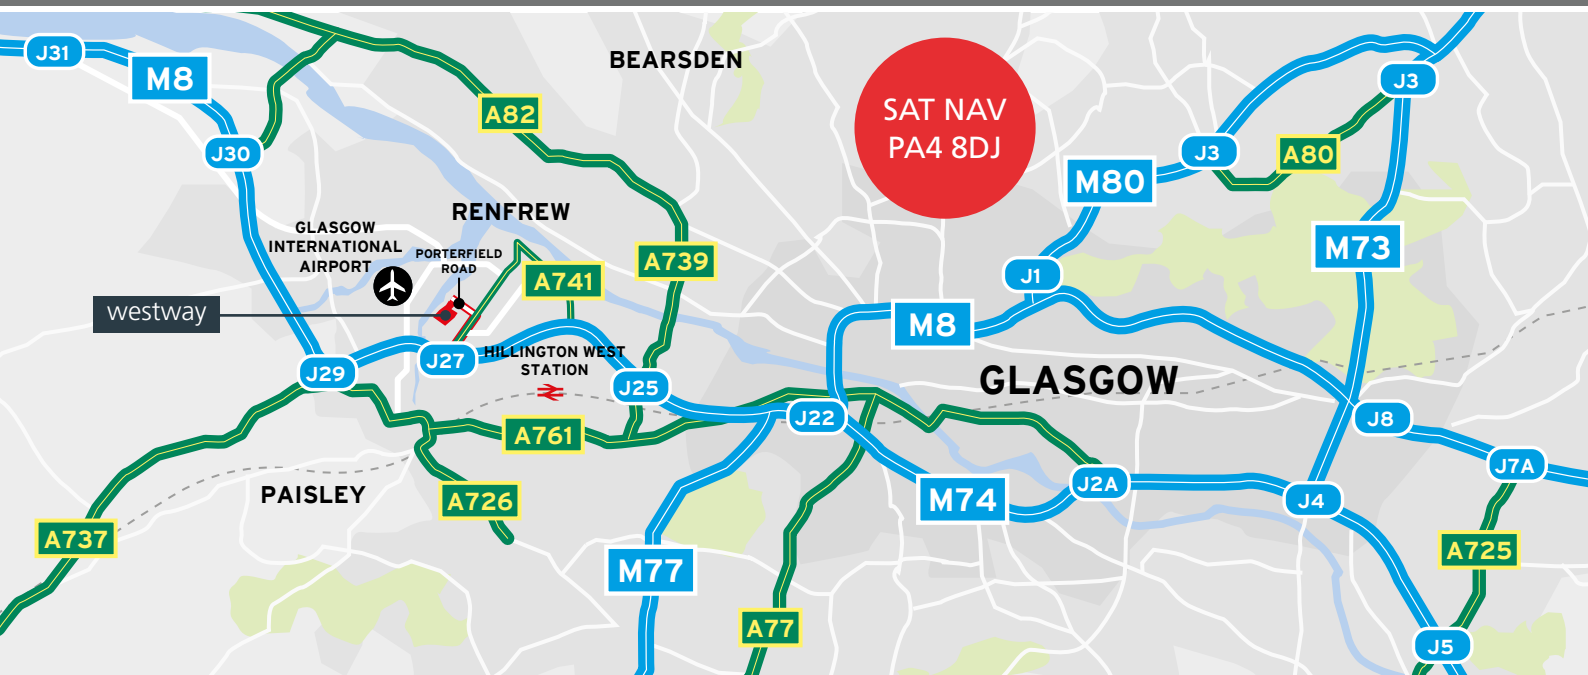 J31
M8
BEARSDEN
SAT NAV
PA4 8DJ
J3
A82
J30
J3
A80
M80
RENFREW
GLASGOW
INTERNATIONAL
AIRPORT
PORTERFIELD
ROAD
A741
A739
J1
M73
westway
M8
J27
HILLINGTON WEST
STATION
J29
J25
GLASGOW
J22
J8
A761
J7A
PAISLEY
A726
M74
J2A
J4
A737
M77
A725
A77
J5